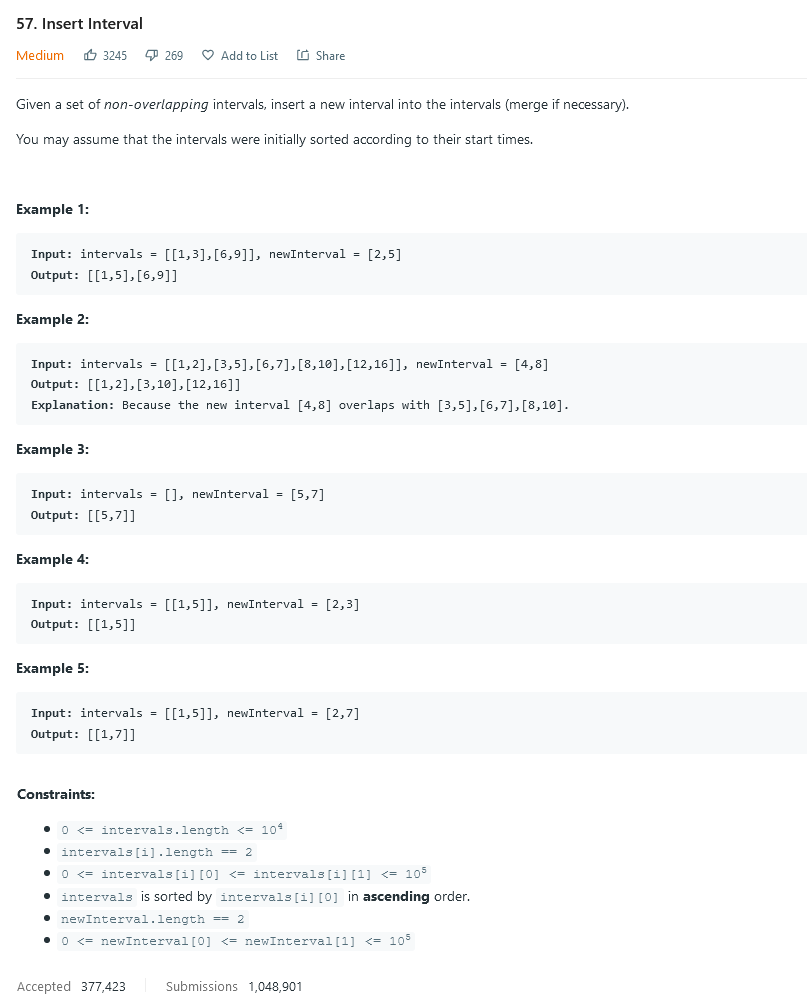 57. Insert Interval
Medium 3245 269 Add to List Share
Given a set of non-overlapping intervals, insert a new interval into the intervals (merge if necessary).
You may assume that the intervals were initially sorted according to their start times.
Example 1:
Input: intervals = [[1,3],[6,9]], newInterval = [2,5]
Output: [[1,5],[6,9]]
Example 2:
Input: intervals = [[1,2],[3,5],[6,7],[8,10],[12,16]], newInterval = [4,8]
Output: [[1,2],[3,10],[12,16]]
Explanation: Because the new interval [4,8] overlaps with [3,5],[6,7],[8,10].
Example 3:
Input: intervals = [], newInterval = [5,7]
Output: [[5,7]]
Example 4:
Input: intervals = [[1,5]], newInterval = [2,3]
Output: [[1,5]]
Example 5:
Input: intervals = [[1,5]], newInterval = [2,7]
Output: [[1,7]]
Constraints:
• 0 <= intervals.length <= 10⁴
• intervals[i].length == 2
• 0 <= intervals[i][0] <= intervals[i][1] <= 10⁵
• intervals is sorted by intervals[i][0] in ascending order.
• newInterval.length == 2
• 0 <= newInterval[0] <= newInterval[1] <= 10⁵
Accepted 377,423 Submissions 1,048,901